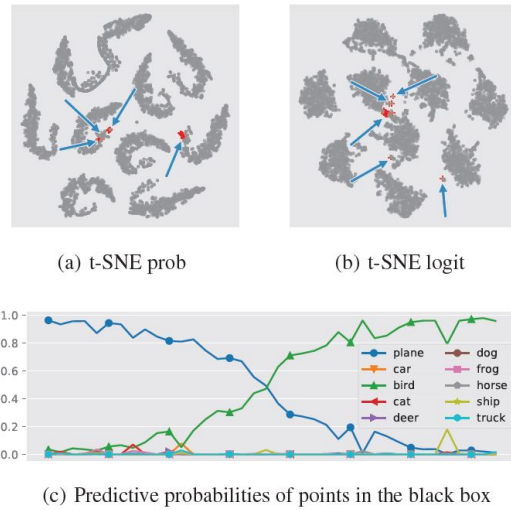 (a) t-SNE prob
(b) t-SNE logit
1.0
0.8
0.6
0.4
0.2
0.0
plane
car
bird
cat
deer
dog
frog
horse
ship
truck
(c) Predictive probabilities of points in the black box